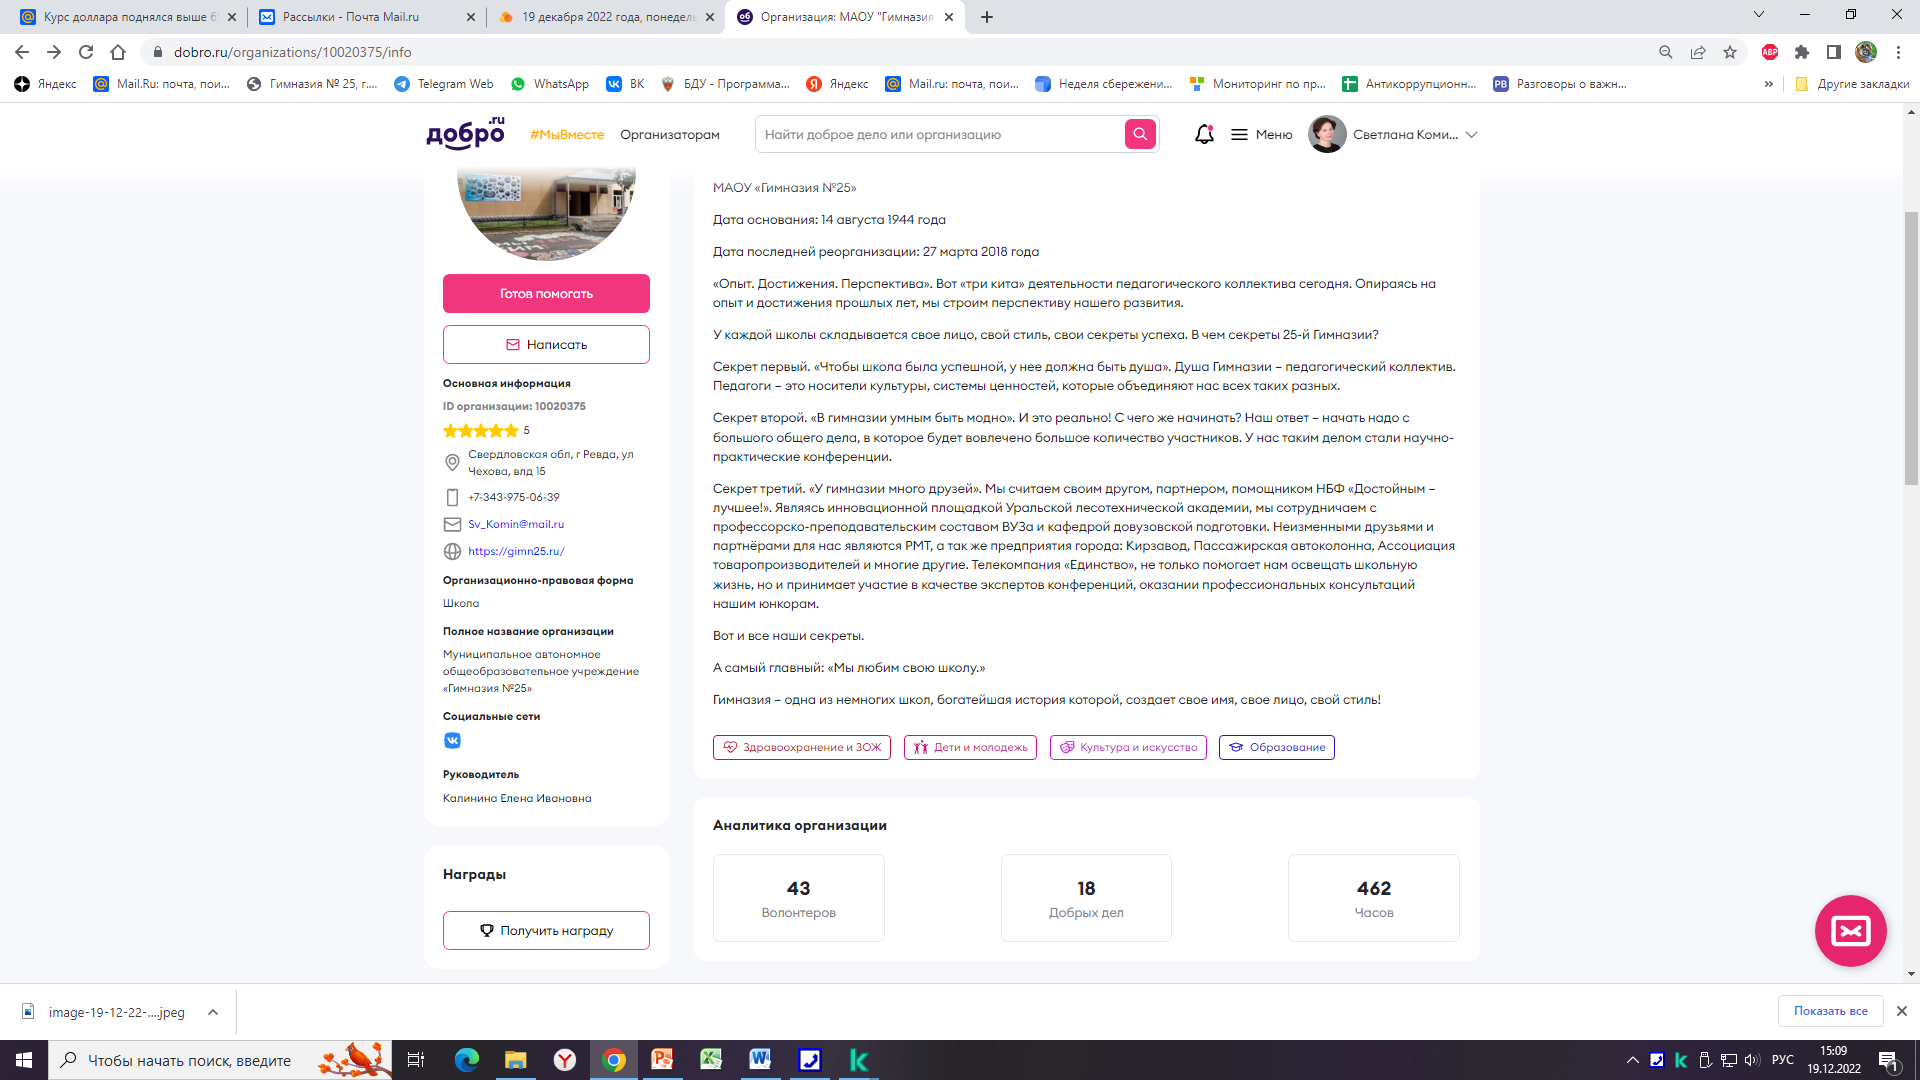 Курс доллара поднялся выше 6
Рассылки - Почта Mail.ru
19 декабря 2022 года, понедель
Организация: МАОУ "Гимназия
dobro.ru/organizations/10020375/info
ABP
Яндекс
Mail.Ru: почта, пои...
Гимназия № 25, г....
Telegram Web
WhatsApp
ВК
БДУ - Программа...
Яндекс
Mail.ru: почта, пои...
Неделя сбережени...
Мониторинг по пр...
Антикоррупционн...
РВ Разговоры о важн...
»
Другие закладки
добро.ru
#МыВместе
Организаторам
Найти доброе дело или организацию
Меню
Светлана Коми...
Готов помогать
Написать
Основная информация
ID организации: 10020375
5
Свердловская обл, г Ревда, ул
Чехова, влд 15
+7-343-975-06-39
Sv_Komin@mail.ru
https://gimn25.ru/
Организационно-правовая форма
Школа
Полное название организации
Муниципальное автономное
общеобразовательное учреждение
«Гимназия №25»
Социальные сети
Руководитель
Калинина Елена Ивановна
Награды
Получить награду
МАОУ «Гимназия №25»
Дата основания: 14 августа 1944 года
Дата последней реорганизации: 27 марта 2018 года
«Опыт. Достижения. Перспектива». Вот «три кита» деятельности педагогического коллектива сегодня. Опираясь на
опыт и достижения прошлых лет, мы строим перспективу нашего развития.
У каждой школы складывается свое лицо, свой стиль, свои секреты успеха. В чем секреты 25-й Гимназии?
Секрет первый. «Чтобы школа была успешной, у нее должна быть душа». Душа Гимназии – педагогический коллектив.
Педагоги – это носители культуры, системы ценностей, которые объединяют нас всех таких разных.
Секрет второй. «В гимназии умным быть модно». И это реально! С чего же начинать? Наш ответ – начать надо с
большого общего дела, в которое будет вовлечено большое количество участников. У нас таким делом стали научно-
практические конференции.
Секрет третий. «У гимназии много друзей». Мы считаем своим другом, партнером, помощником НБФ «Достойным –
лучшее!». Являясь инновационной площадкой Уральской лесотехнической академии, мы сотрудничаем с
профессорско-преподавательским составом ВУЗа и кафедрой довузовской подготовки. Неизменными друзьями и
партнёрами для нас являются РМТ, а так же предприятия города: Кирзавод, Пассажирская автоколонна, Ассоциация
товаропроизводителей и многие другие. Телекомпания «Единство», не только помогает нам освещать школьную
жизнь, но и принимает участие в качестве экспертов конференций, оказании профессиональных консультаций
нашим юнкорам.
Вот и все наши секреты.
А самый главный: «Мы любим свою школу.»
Гимназия – одна из немногих школ, богатейшая история которой, создает свое имя, свое лицо, свой стиль!
Здравоохранение и ЗОЖ
Дети и молодежь
Культура и искусство
Образование
Аналитика организации
43
Волонтеров
18
Добрых дел
462
Часов
image-19-12-22-....jpeg
Показать все
Чтобы начать поиск, введите
РУС
15:09
19.12.2022
1